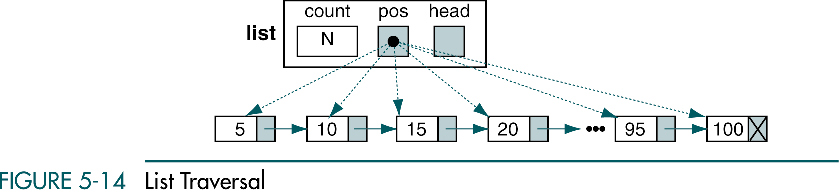 count pos head
list N
5 10 15 20 ••• 95 100
FIGURE 5-14 List Traversal